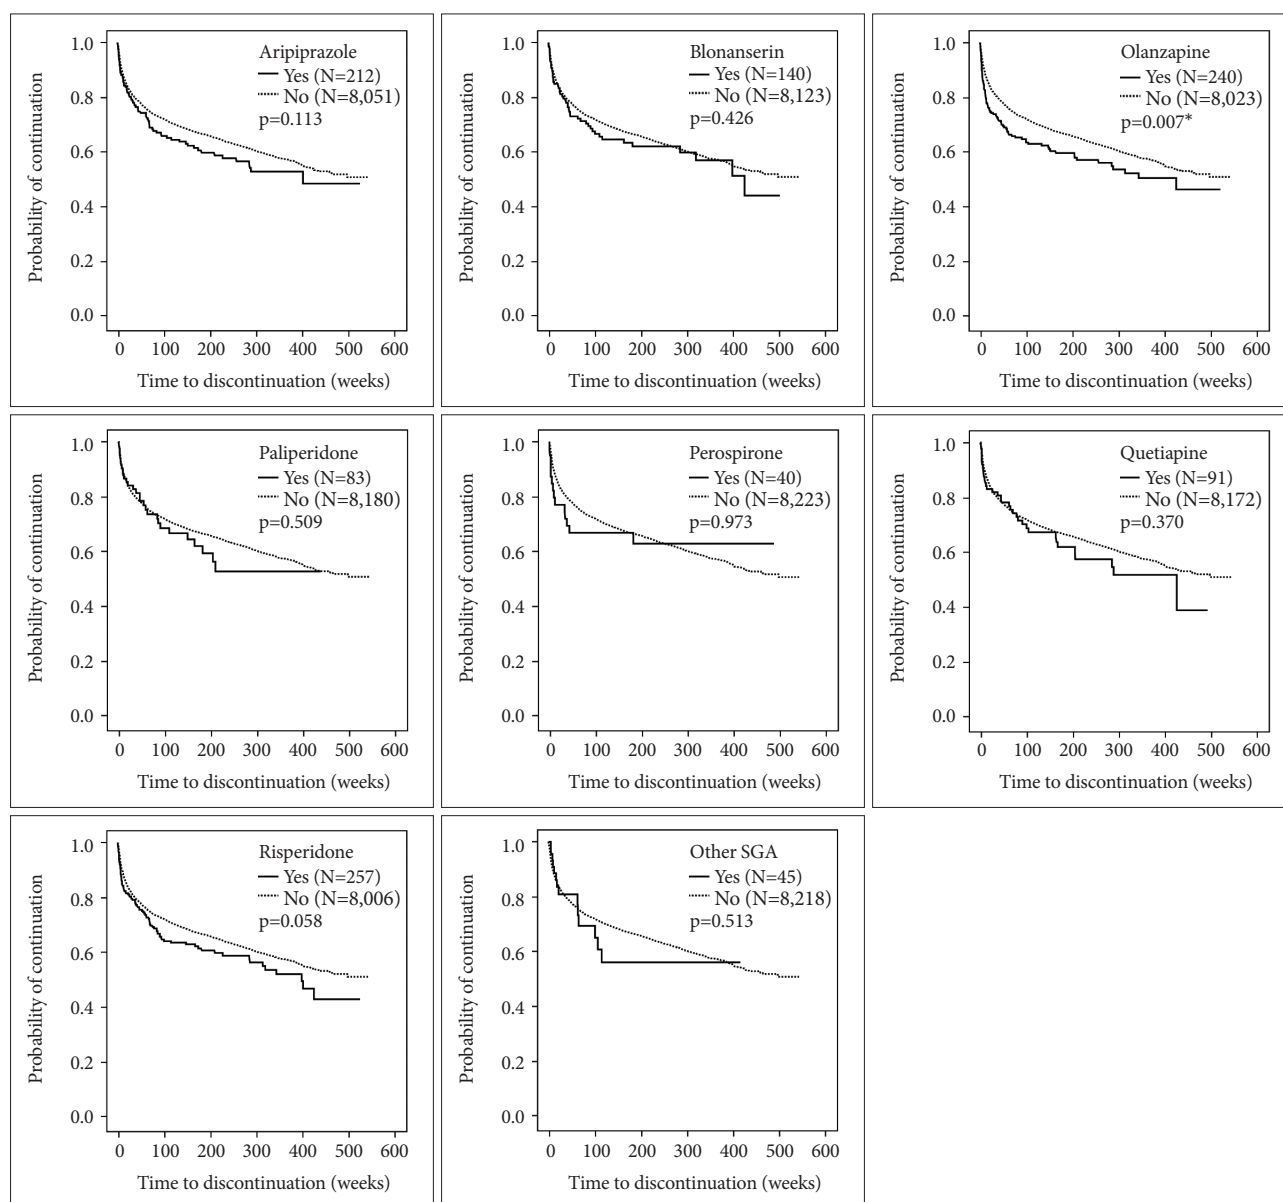 Aripiprazole
Yes (N=212)
No (N=8,051)
p=0.113
Probability of continuation
1.0
0.8
0.6
0.4
0.2
0.0
0 100 200 300 400 500 600
Time to discontinuation (weeks)
Blonanserin
Yes (N=140)
No (N=8,123)
p=0.426
Probability of continuation
1.0
0.8
0.6
0.4
0.2
0.0
0 100 200 300 400 500 600
Time to discontinuation (weeks)
Olanzapine
Yes (N=240)
No (N=8,023)
p=0.007*
Probability of continuation
1.0
0.8
0.6
0.4
0.2
0.0
0 100 200 300 400 500 600
Time to discontinuation (weeks)
Paliperidone
Yes (N=83)
No (N=8,180)
p=0.509
Probability of continuation
1.0
0.8
0.6
0.4
0.2
0.0
0 100 200 300 400 500 600
Time to discontinuation (weeks)
Perospirone
Yes (N=40)
No (N=8,223)
p=0.973
Probability of continuation
1.0
0.8
0.6
0.4
0.2
0.0
0 100 200 300 400 500 600
Time to discontinuation (weeks)
Quetiapine
Yes (N=91)
No (N=8,172)
p=0.370
Probability of continuation
1.0
0.8
0.6
0.4
0.2
0.0
0 100 200 300 400 500 600
Time to discontinuation (weeks)
Risperidone
Yes (N=257)
No (N=8,006)
p=0.058
Probability of continuation
1.0
0.8
0.6
0.4
0.2
0.0
0 100 200 300 400 500 600
Time to discontinuation (weeks)
Other SGA
Yes (N=45)
No (N=8,218)
p=0.513
Probability of continuation
1.0
0.8
0.6
0.4
0.2
0.0
0 100 200 300 400 500 600
Time to discontinuation (weeks)